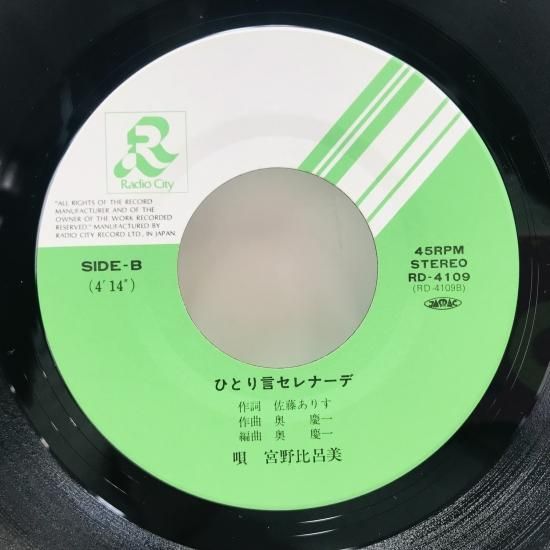 R
Radio City
"ALL RIGHTS OF THE RECORD
MANUFACTURER AND OF THE
OWNER OF THE WORK RECORDED
RESERVED." MANUFACTURED BY
RADIO CITY RECORD LTD., IN JAPAN.
SIDE-B
(4′14″)
45RPM
STEREO
RD-4109
(RD-4109B)
JASRAC
ひとり言セレナーデ
作詞 佐藤ありす
作曲 奥 慶一
編曲 奥 慶一
唄 宮野比呂美